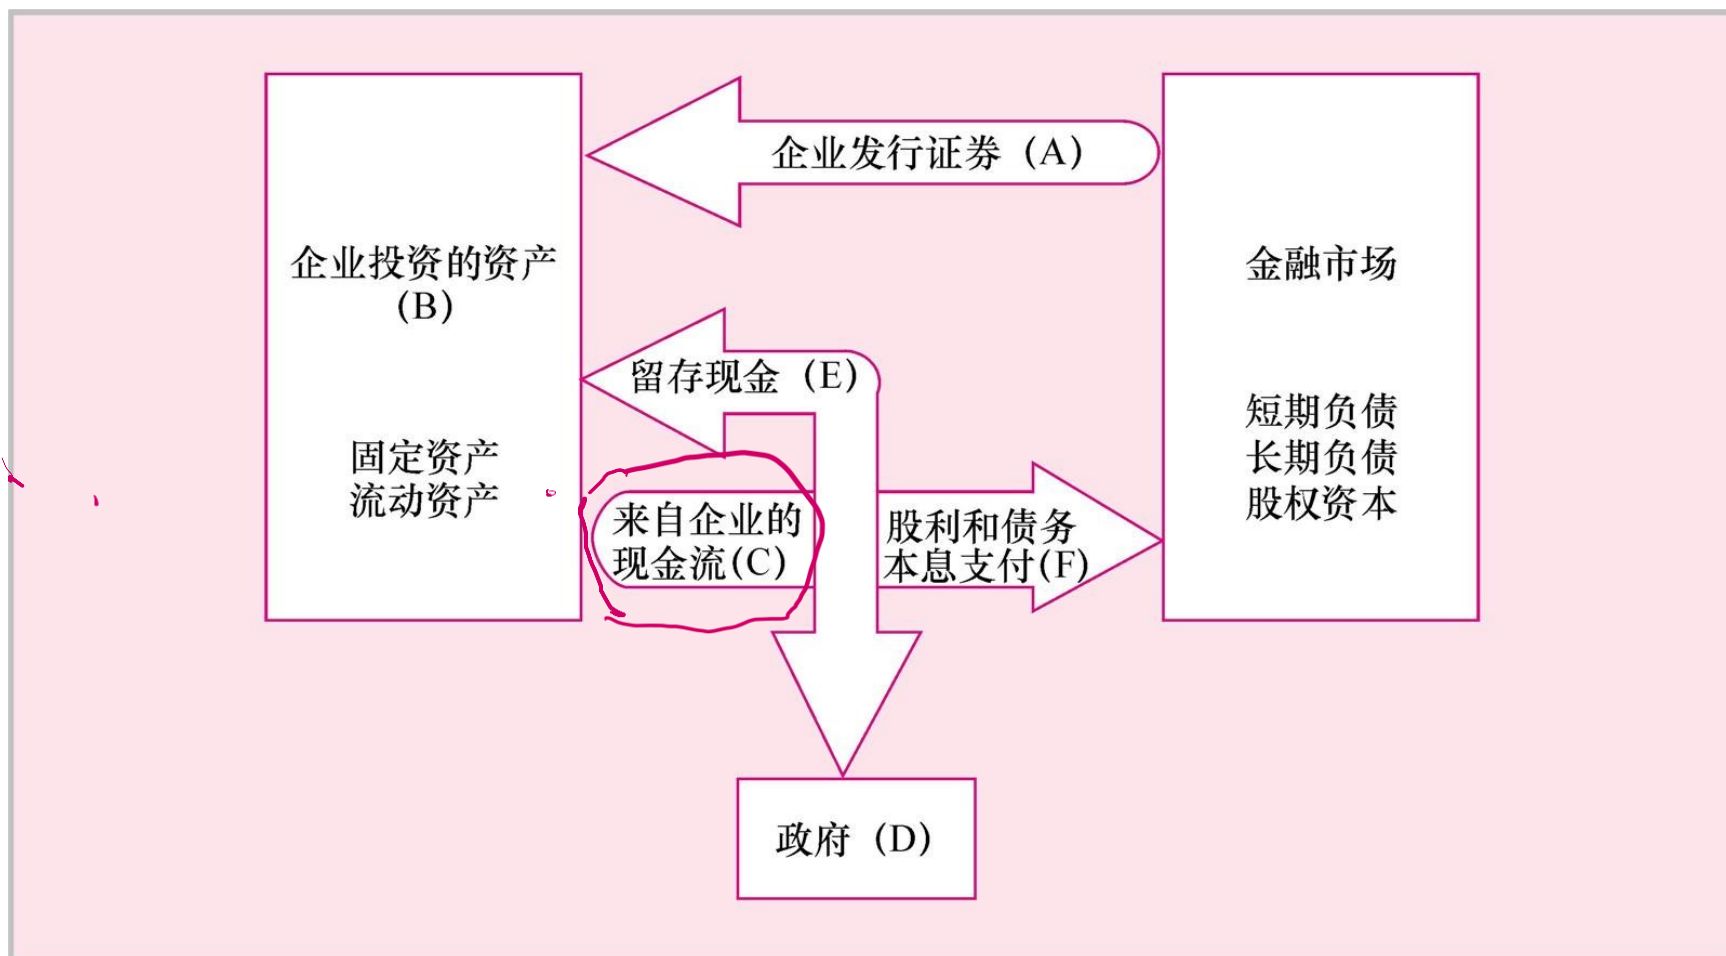 企业发行证券（A）
企业投资的资产
（B）
金融市场
留存现金（E）
固定资产
流动资产
短期负债
长期负债
股权资本
来自企业的
现金流(C)
股利和债务
本息支付(F)
政府（D）